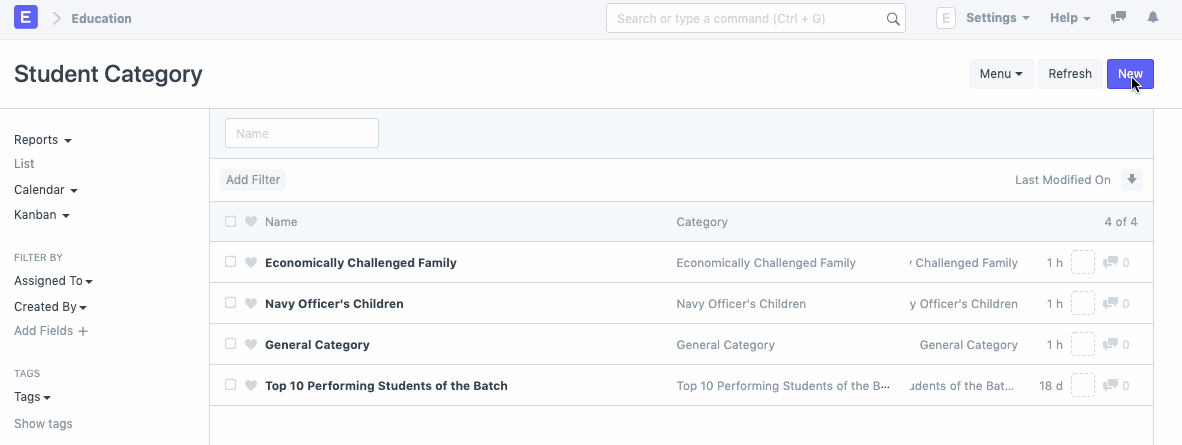 E Education Search or type a command (Ctrl + G) E Settings Help
Student Category Menu Refresh New
Reports
List
Calendar
Kanban
FILTER BY
Assigned To
Created By
Add Fields +
TAGS
Tags
Show tags
Name
Add Filter Last Modified On
Name Category 4 of 4
Economically Challenged Family Economically Challenged Family Challenged Family 1 h 0
Navy Officer's Children Navy Officer's Children y Officer's Children 1 h 0
General Category General Category General Category 1 h 0
Top 10 Performing Students of the Batch Top 10 Performing Students of the B... udents of the Bat... 18 d 0